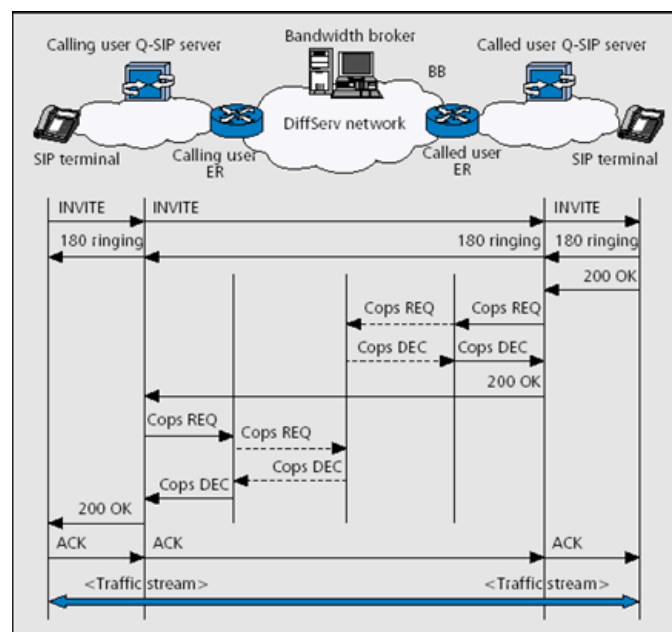 Calling user Q-SIP server
Bandwidth broker
Called user Q-SIP server
BB
DiffServ network
SIP terminal
Calling user
ER
Called user
ER
SIP terminal
INVITE INVITE INVITE
180 ringing 180 ringing 180 ringing
200 OK
Cops REQ Cops REQ
Cops DEC Cops DEC
200 OK
Cops REQ
Cops REQ
Cops DEC
Cops DEC
200 OK
ACK ACK ACK
<Traffic stream> <Traffic stream>